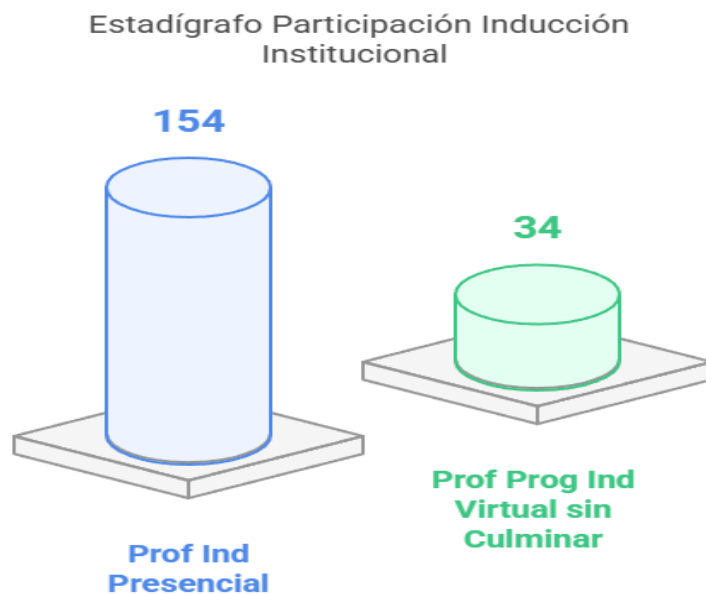 Estadígrafo Participación Inducción
Institucional
154
34
Prof Ind
Presencial
Prof Prog Ind
Virtual sin
Culminar